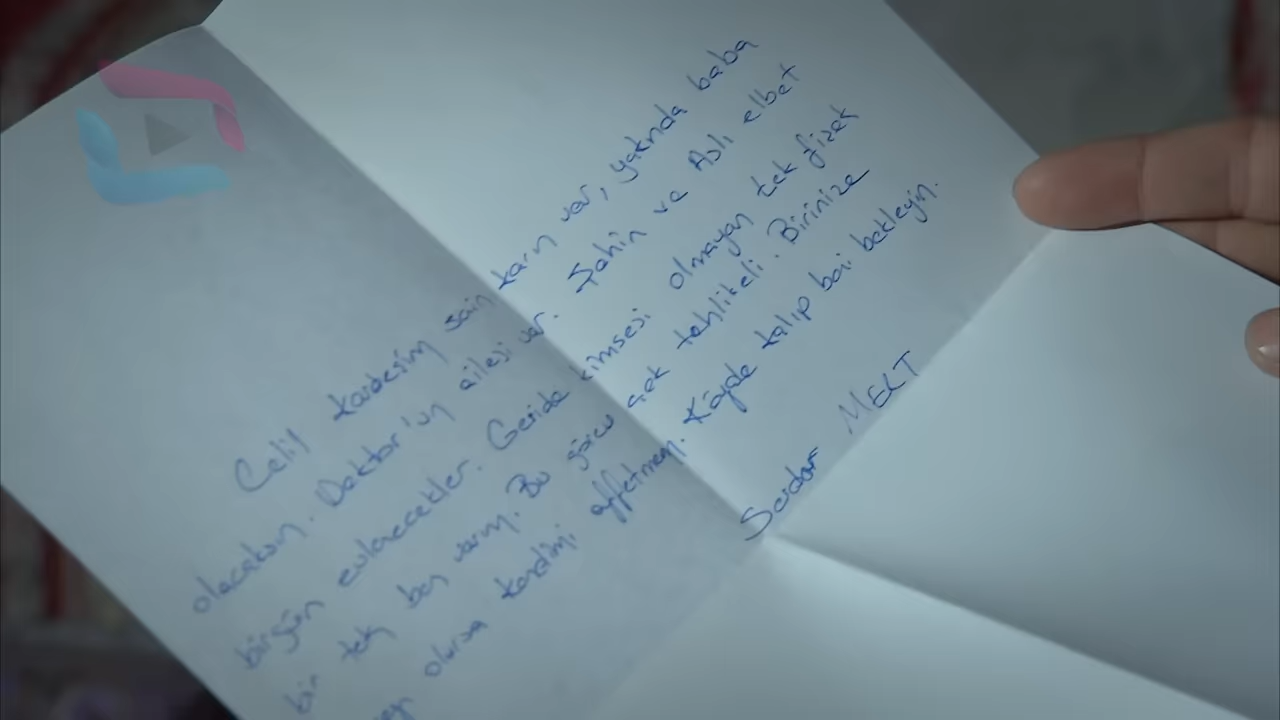 Celil kardeşim senin karın var, yakında baba
olacaksın. Doktor'un ailesi var. Şahin ve Aslı elbet
birgün evlenecekler. Geride kimsesi olmayan tek fişek
bir tek ben varım. Bu görev çok tehlikeli. Birinize
olursa kendimi affetmem. Köyde kalıp beni bekleyin.
Serdar MERT